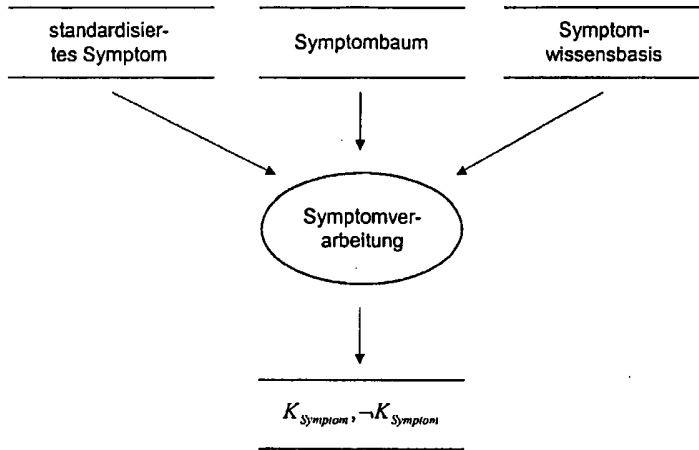 standardisier-
tes Symptom
Symptombaum
Symptom-
wissensbasis
Symptomver-
arbeitung
K_Symptom, ¬K_Symptom